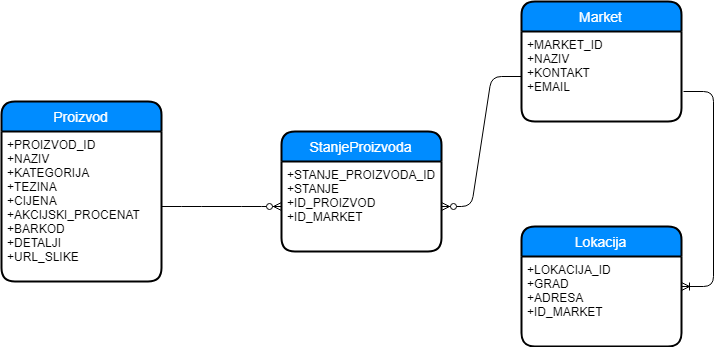 Proizvod
+PROIZVOD_ID
+NAZIV
+KATEGORIJA
+TEZINA
+CIJENA
+AKCIJSKI_PROCENAT
+BARKOD
+DETALJI
+URL_SLIKE
StanjeProizvoda
+STANJE_PROIZVODA_ID
+STANJE
+ID_PROIZVOD
+ID_MARKET
Market
+MARKET_ID
+NAZIV
+KONTAKT
+EMAIL
Lokacija
+LOKACIJA_ID
+GRAD
+ADRESA
+ID_MARKET